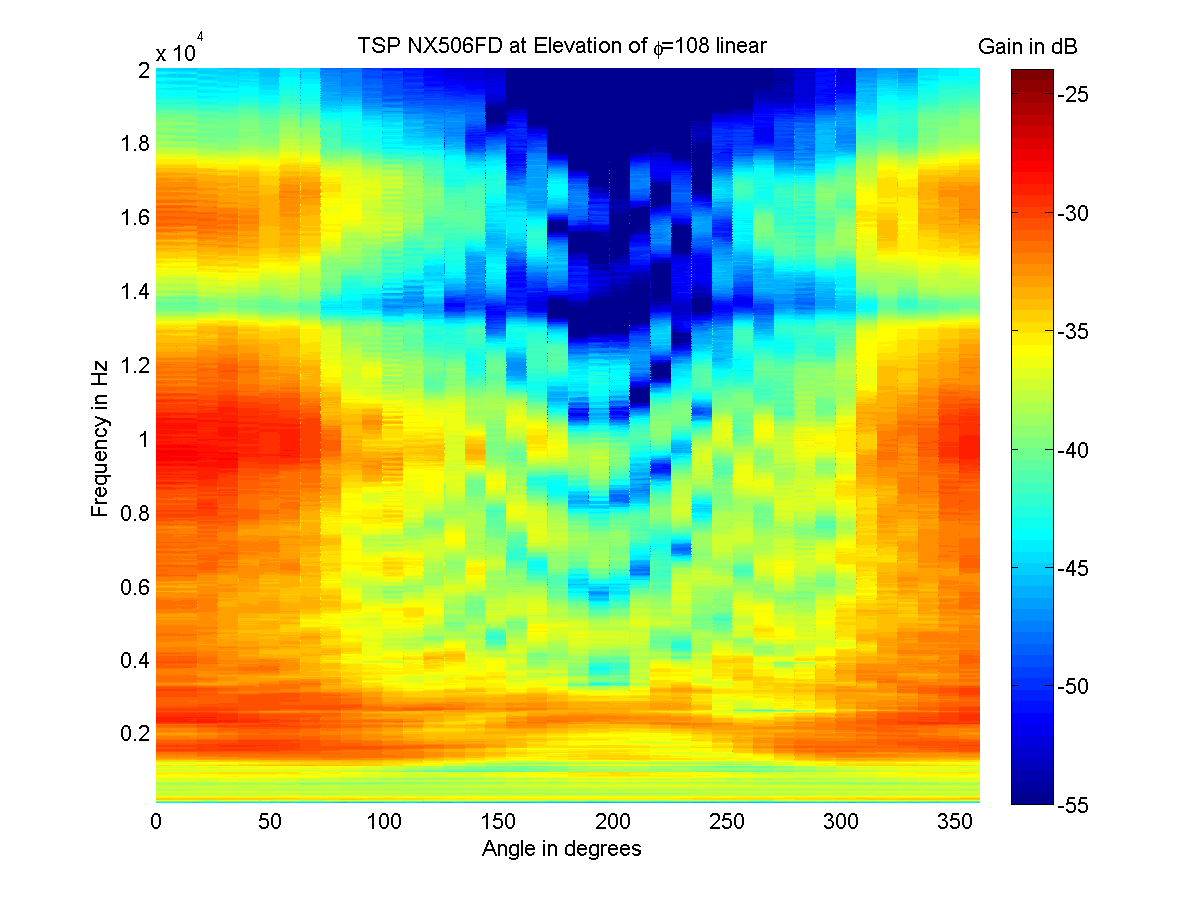 TSP NX506FD at Elevation of ϕ=108 linear
Gain in dB
x 10^4
2
1.8
1.6
1.4
1.2
1
0.8
0.6
0.4
0.2
Frequency in Hz
0 50 100 150 200 250 300 350
Angle in degrees
-25
-30
-35
-40
-45
-50
-55